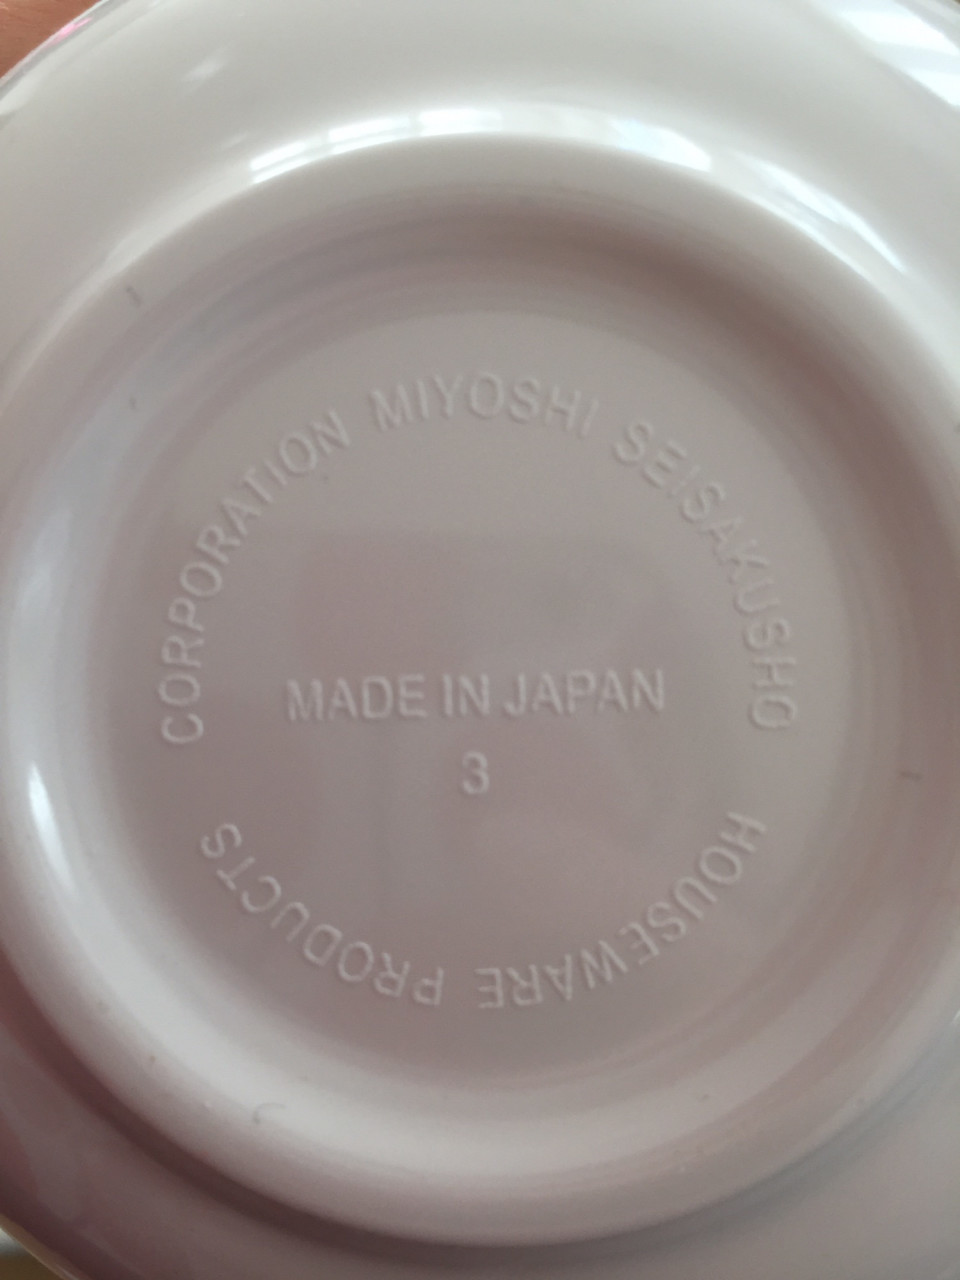 CORPORATION MIYOSHI SEISAKUSHO
MADE IN JAPAN
3
HOUSEWARE PRODUCTS